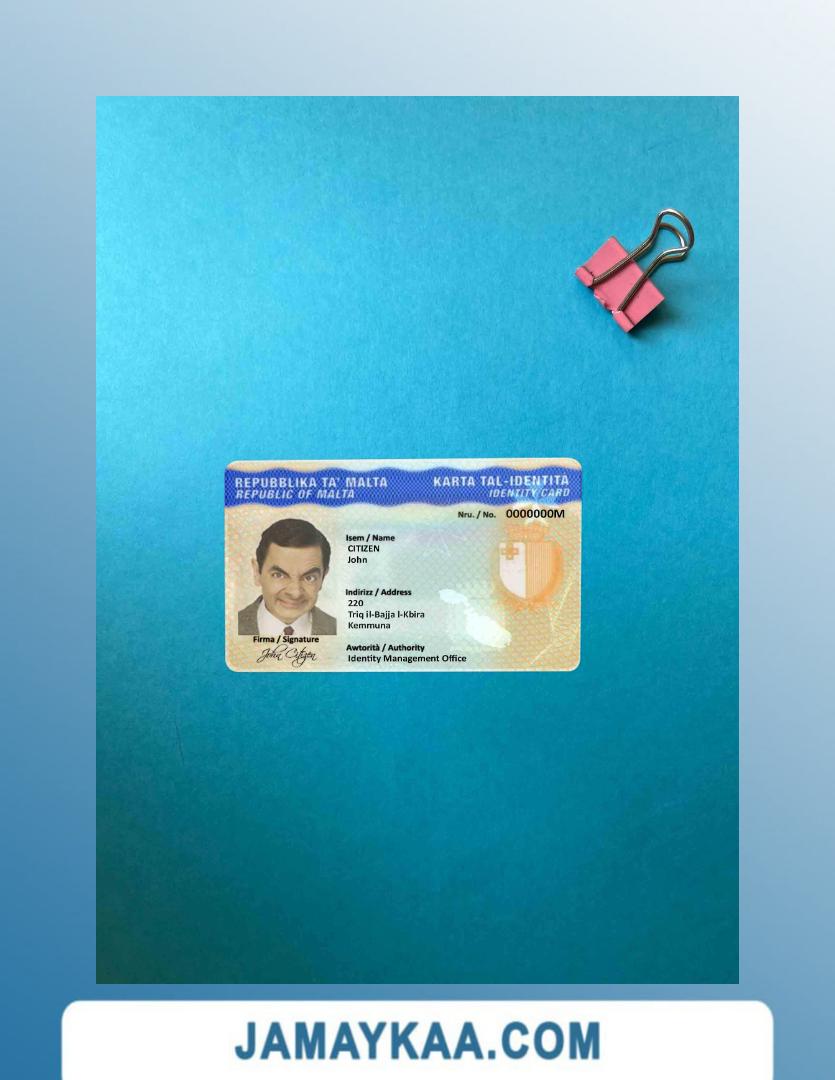 REPUBBLIKA TA' MALTA
REPUBLIC OF MALTA
KARTA TAL-IDENTITA
IDENTITY CARD
Nru. / No. 0000000M
Isem / Name
CITIZEN
John
Indirizz / Address
220
Triq il-Bajja l-Kbira
Kemmuna
Firma / Signature
John Citizen
Awtorità / Authority
Identity Management Office
JAMAYKAA.COM